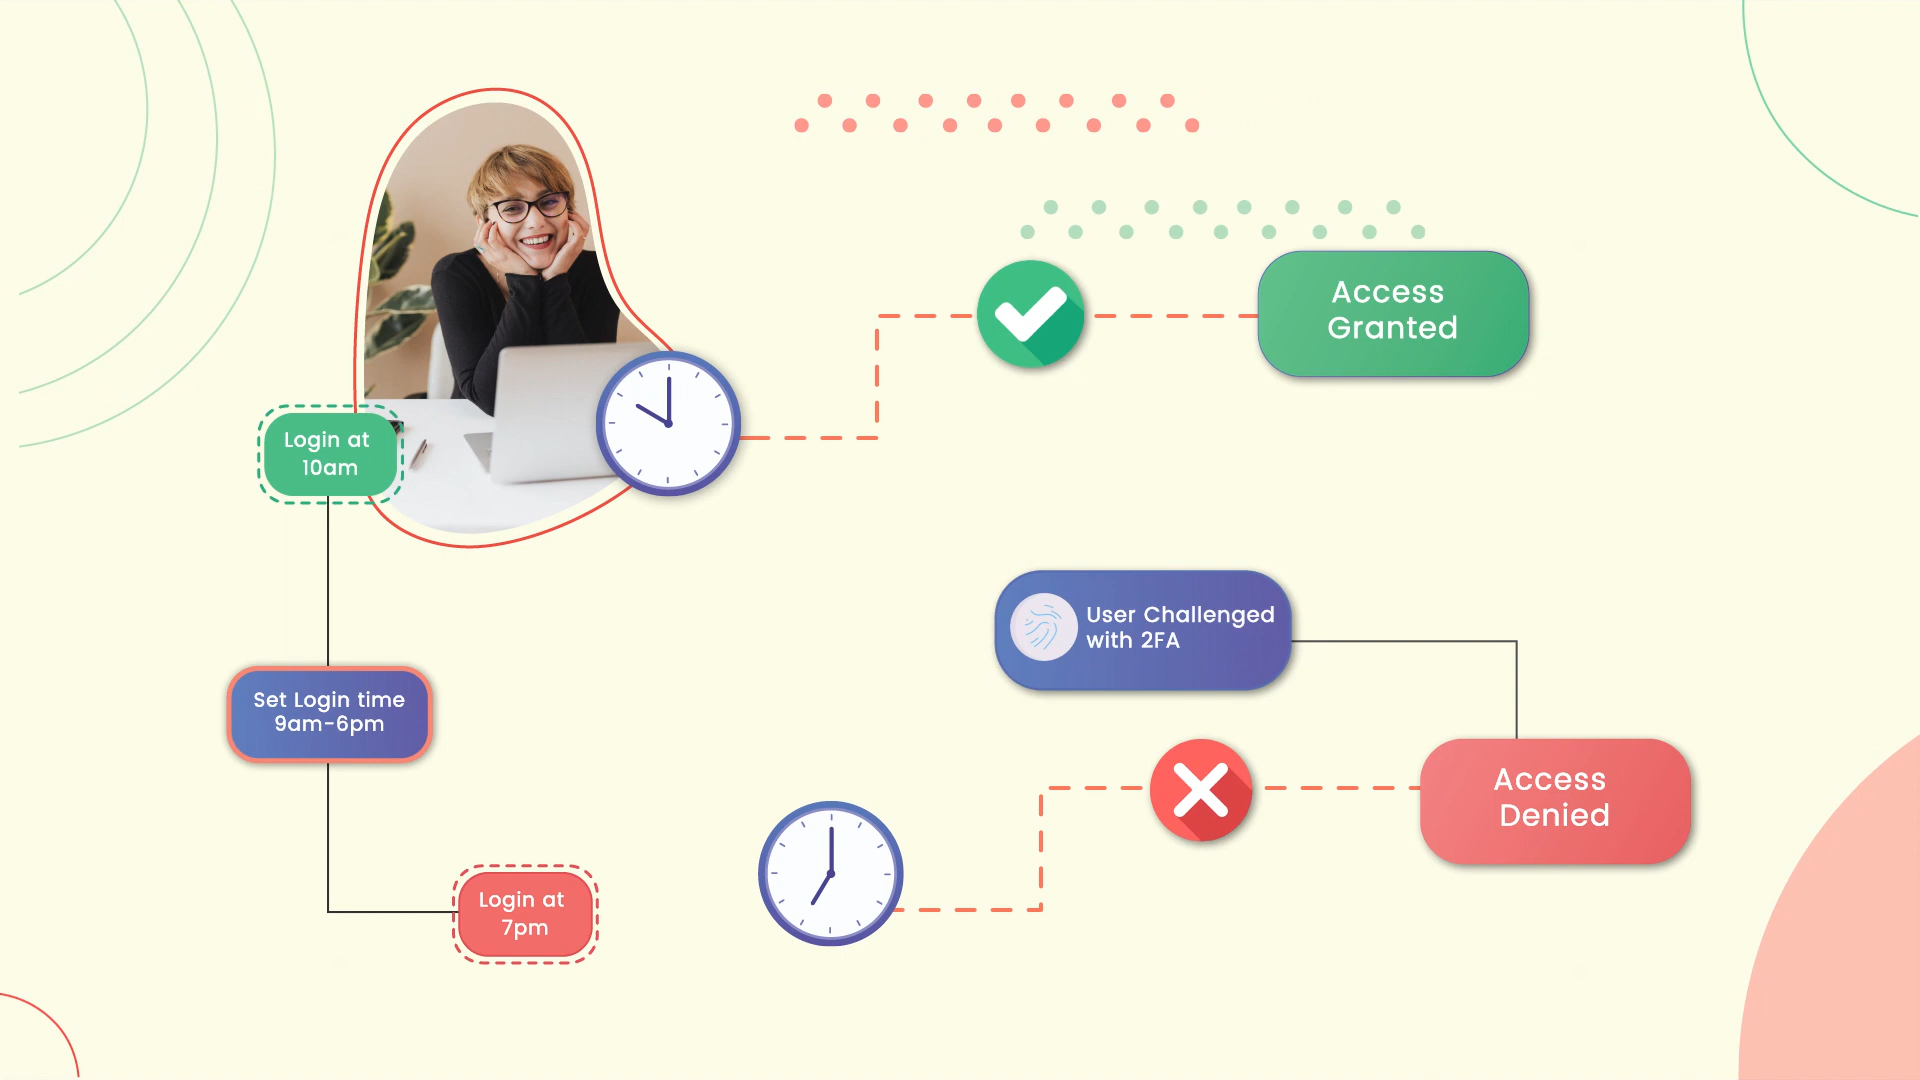 Access
Granted
Login at
10am
User Challenged
with 2FA
Set Login time
9am-6pm
Access
Denied
Login at
7pm